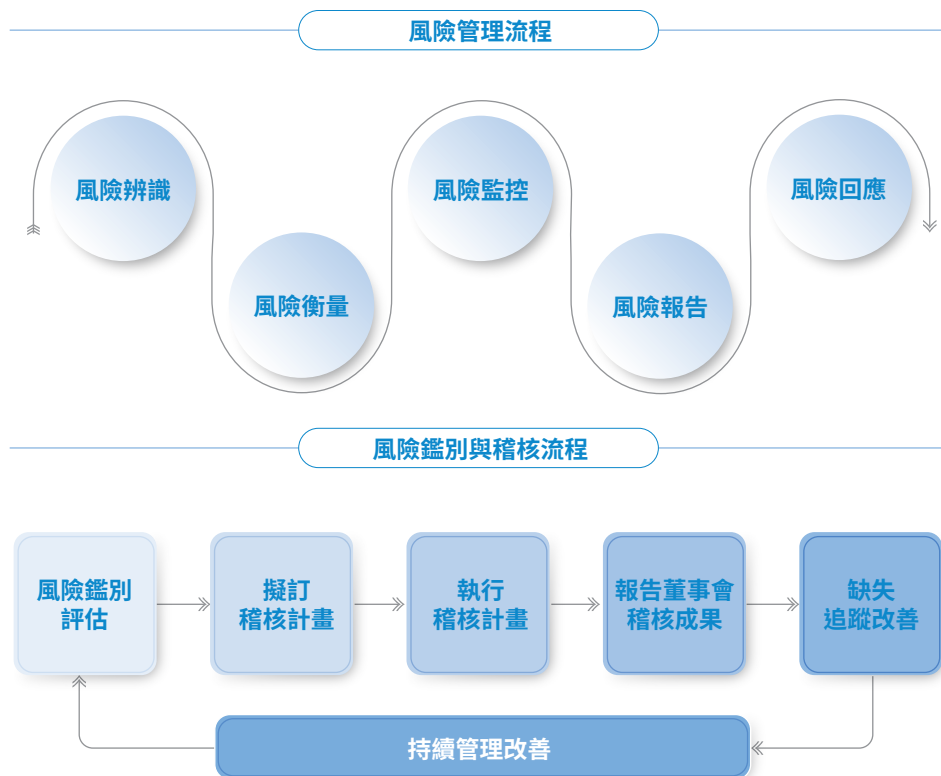 風險管理流程
風險辨識
風險衡量
風險監控
風險報告
風險回應
風險鑑別與稽核流程
風險鑑別
評估
擬訂
稽核計畫
執行
稽核計畫
報告董事會
稽核成果
缺失
追蹤改善
持續管理改善